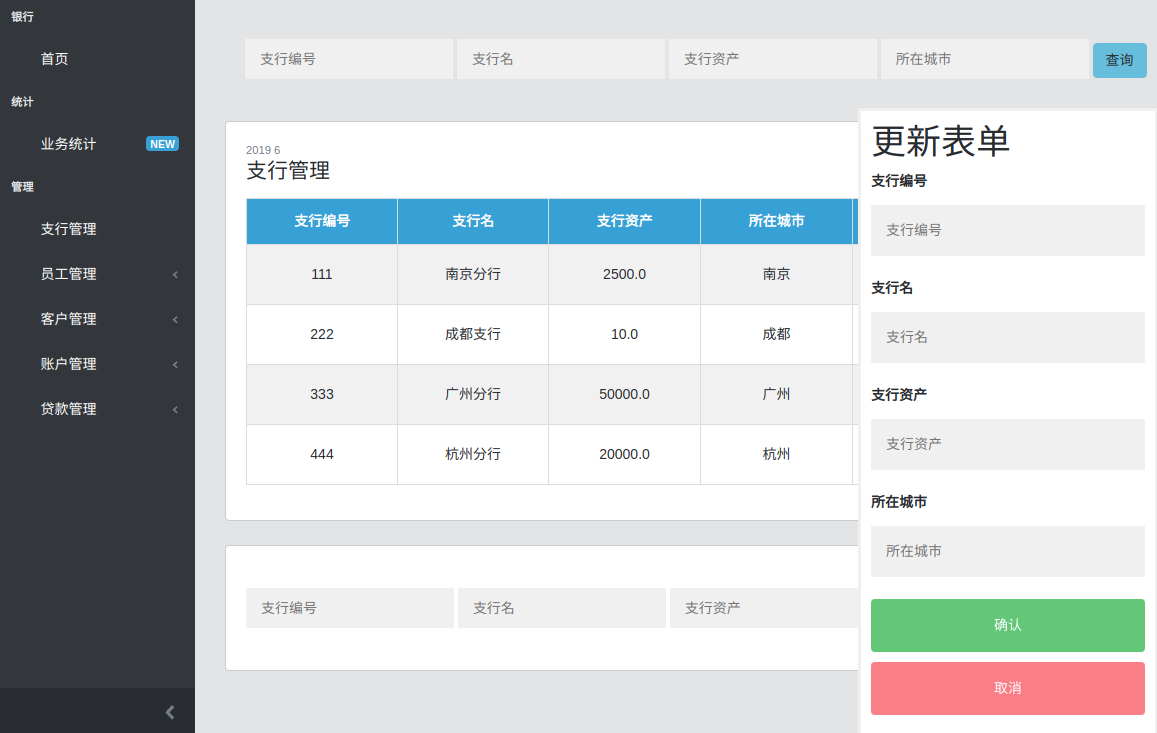 银行
首页
统计
业务统计 NEW
管理
支行管理
员工管理
客户管理
账户管理
贷款管理
支行编号 支行名 支行资产 所在城市 查询
2019 6
支行管理
支行编号 支行名 支行资产 所在城市
111 南京分行 2500.0 南京
222 成都支行 10.0 成都
333 广州分行 50000.0 广州
444 杭州分行 20000.0 杭州
支行编号 支行名 支行资产
更新表单
支行编号
支行编号
支行名
支行名
支行资产
支行资产
所在城市
所在城市
确认
取消